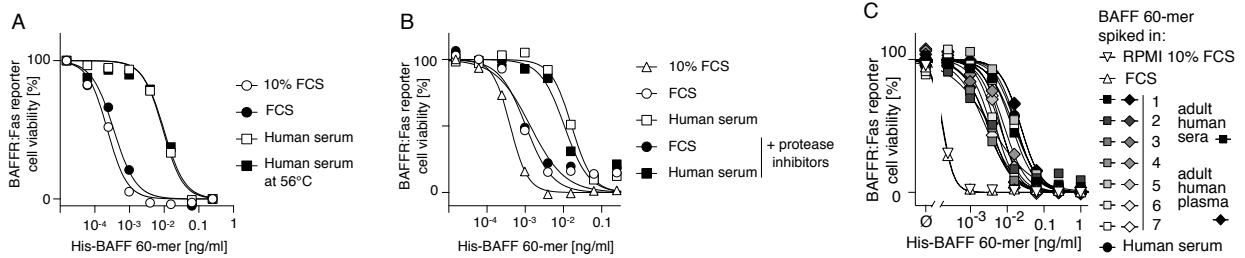 A
BAFFR:Fas reporter
cell viability [%]
100
0
10-4
10-3
10-2
0.1
1
His-BAFF 60-mer [ng/ml]
10% FCS
FCS
Human serum
Human serum
at 56°C
B
BAFFR:Fas reporter
cell viability [%]
100
0
10-4
10-3
10-2
0.1
His-BAFF 60-mer [ng/ml]
10% FCS
FCS
Human serum
FCS
Human serum
+ protease
inhibitors
C
BAFFR:Fas reporter
cell viability [%]
100
0
Ø
10-3
10-2
0.1
1
His-BAFF 60-mer [ng/ml]
BAFF 60-mer
spiked in:
RPMI 10% FCS
FCS
1
2
3
4
5
6
7
adult
human
sera
adult
human
plasma
Human serum